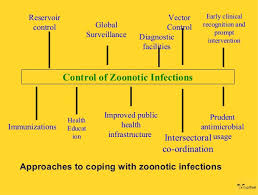 Reservoir
control
Global
Surveillance
Diagnostic
facilities
Vector
Control
Early clinical
recognition and
prompt
intervention
Control of Zoonotic Infections
Immunizations
Health
Educat
ion
Improved public
health
infrastructure
Intersectoral
co-ordination
Prudent
antimicrobial
usage
Approaches to coping with zoonotic infections